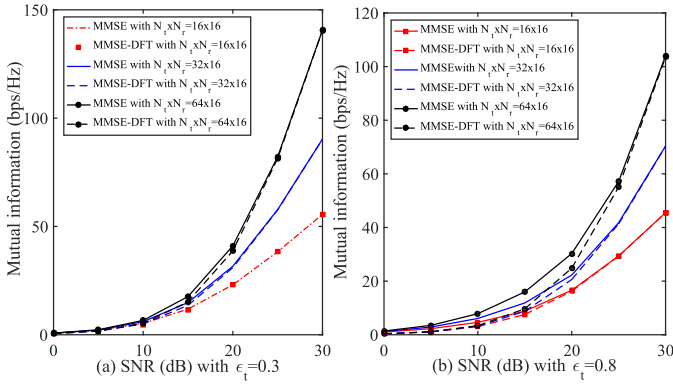 150
100
50
0
0
10
20
30
Mutual information (bps/Hz)
MMSE with NtxNr=16x16
MMSE-DFT with NtxNr=16x16
MMSE with NtxNr=32x16
MMSE-DFT with NtxNr=32x16
MMSE with NtxNr=64x16
MMSE-DFT with NtxNr=64x16
(a) SNR (dB) with ϵt=0.3
120
100
80
60
40
20
0
0
10
20
30
Mutual information (bps/Hz)
MMSE with NtxNr=16x16
MMSE-DFT with NtxNr=16x16
MMSEwith NtxNr=32x16
MMSE-DFT with NtxNr=32x16
MMSE with NtxNr=64x16
MMSE-DFT with NtxNr=64x16
(b) SNR (dB) with ϵt=0.8